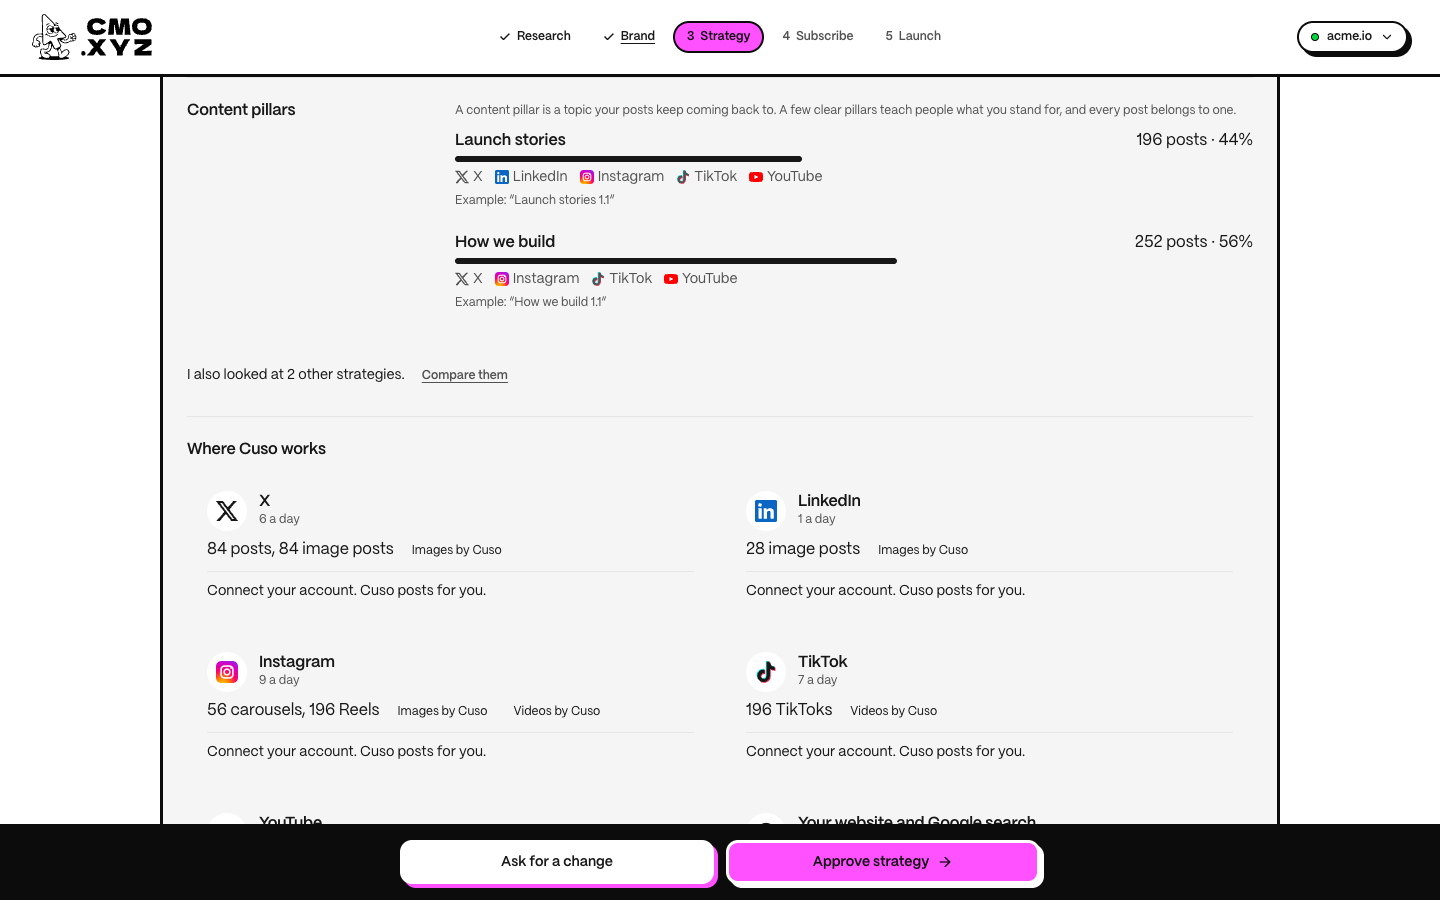 CMO
.XYZ
Research
Brand
3 Strategy
4 Subscribe
5 Launch
acme.io
Content pillars
A content pillar is a topic your posts keep coming back to. A few clear pillars teach people what you stand for, and every post belongs to one.
Launch stories
196 posts · 44%
X LinkedIn Instagram TikTok YouTube
Example: “Launch stories 1.1”
How we build
252 posts · 56%
X Instagram TikTok YouTube
Example: “How we build 1.1”
I also looked at 2 other strategies. Compare them
Where Cuso works
X
6 a day
84 posts, 84 image posts Images by Cuso
Connect your account. Cuso posts for you.
LinkedIn
1 a day
28 image posts Images by Cuso
Connect your account. Cuso posts for you.
Instagram
9 a day
56 carousels, 196 Reels Images by Cuso Videos by Cuso
Connect your account. Cuso posts for you.
TikTok
7 a day
196 TikToks Videos by Cuso
Connect your account. Cuso posts for you.
YouTube
Your website and Google search
Ask for a change
Approve strategy